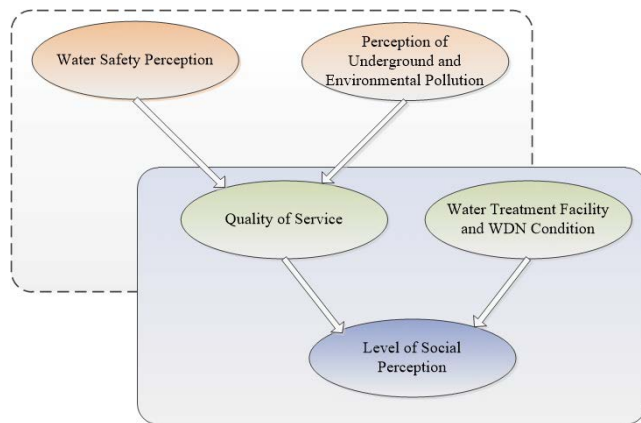 Water Safety Perception
Perception of
Underground and
Environmental Pollution
Quality of Service
Water Treatment Facility
and WDN Condition
Level of Social
Perception